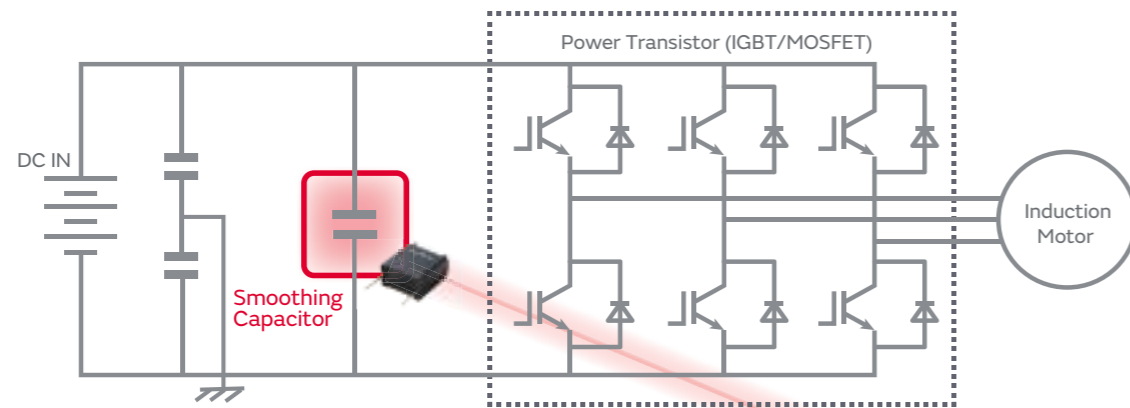 Power Transistor (IGBT/MOSFET)
DC IN
Smoothing
Capacitor
Induction
Motor